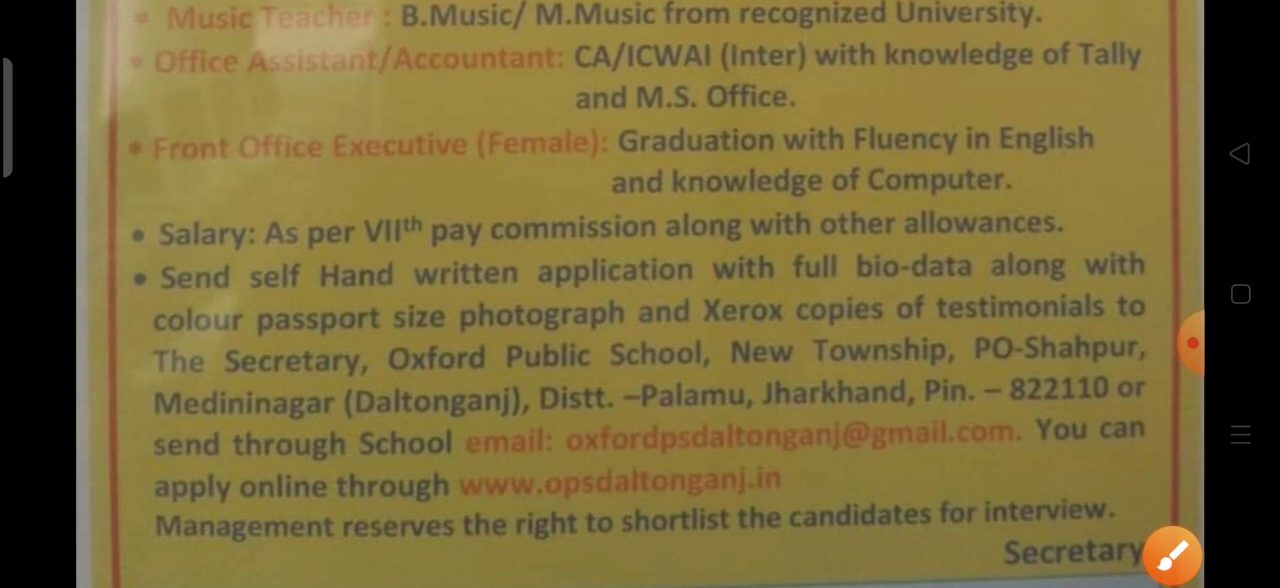 • Music Teacher : B.Music/ M.Music from recognized University.
• Office Assistant/Accountant: CA/ICWAI (Inter) with knowledge of Tally
and M.S. Office.
• Front Office Executive (Female): Graduation with Fluency in English
and knowledge of Computer.
• Salary: As per VIIth pay commission along with other allowances.
• Send self Hand written application with full bio-data along with
colour passport size photograph and Xerox copies of testimonials to
The Secretary, Oxford Public School, New Township, PO-Shahpur,
Medininagar (Daltonganj), Distt. –Palamu, Jharkhand, Pin. – 822110 or
send through School email: oxfordpsdaltonganj@gmail.com. You can
apply online through www.opsdaltonganj.in
Management reserves the right to shortlist the candidates for interview.
Secretary